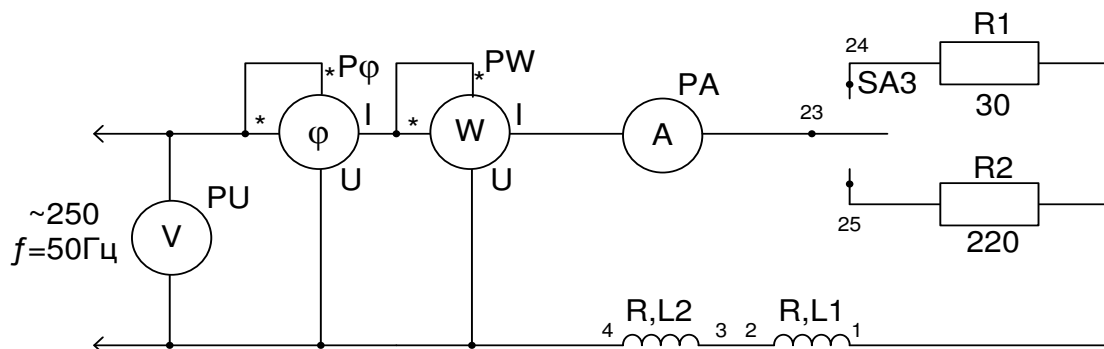 24
R1
*Pφ
*PW
PA
SA3
30
*
φ
I
*
W
I
A
23
U
U
R2
PU
~250
V
25
220
f=50Гц
R,L2
R,L1
4
3
2
1